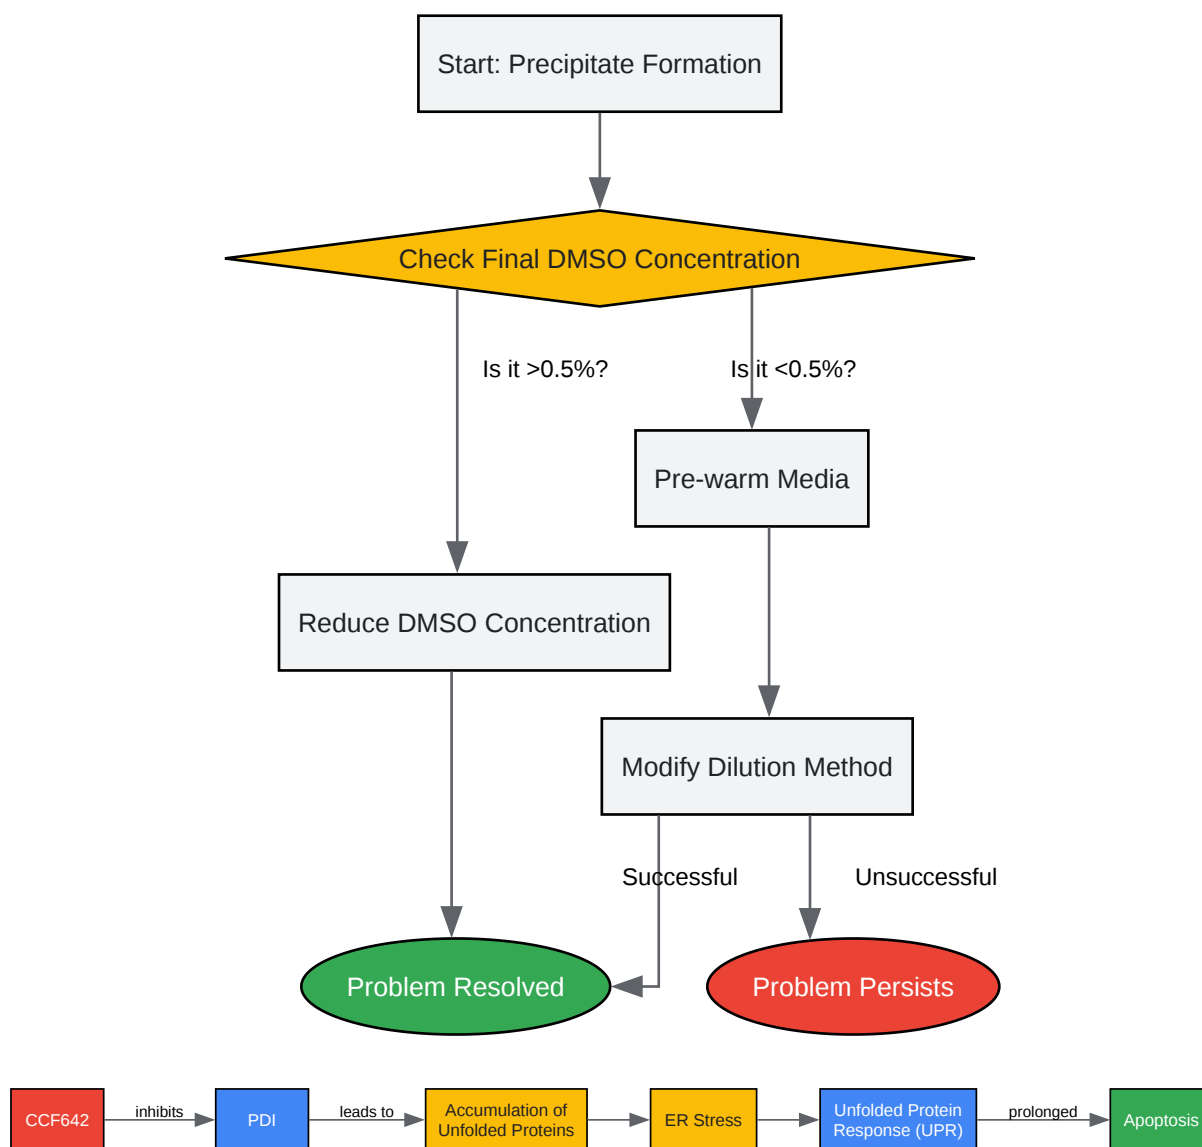 Start: Precipitate Formation
Check Final DMSO Concentration
Is it >0.5%?
Is it <0.5%?
Pre-warm Media
Reduce DMSO Concentration
Modify Dilution Method
Successful
Unsuccessful
Problem Resolved
Problem Persists
CCF642
inhibits
PDI
leads to
Accumulation of
Unfolded Proteins
ER Stress
Unfolded Protein
Response (UPR)
prolonged
Apoptosis